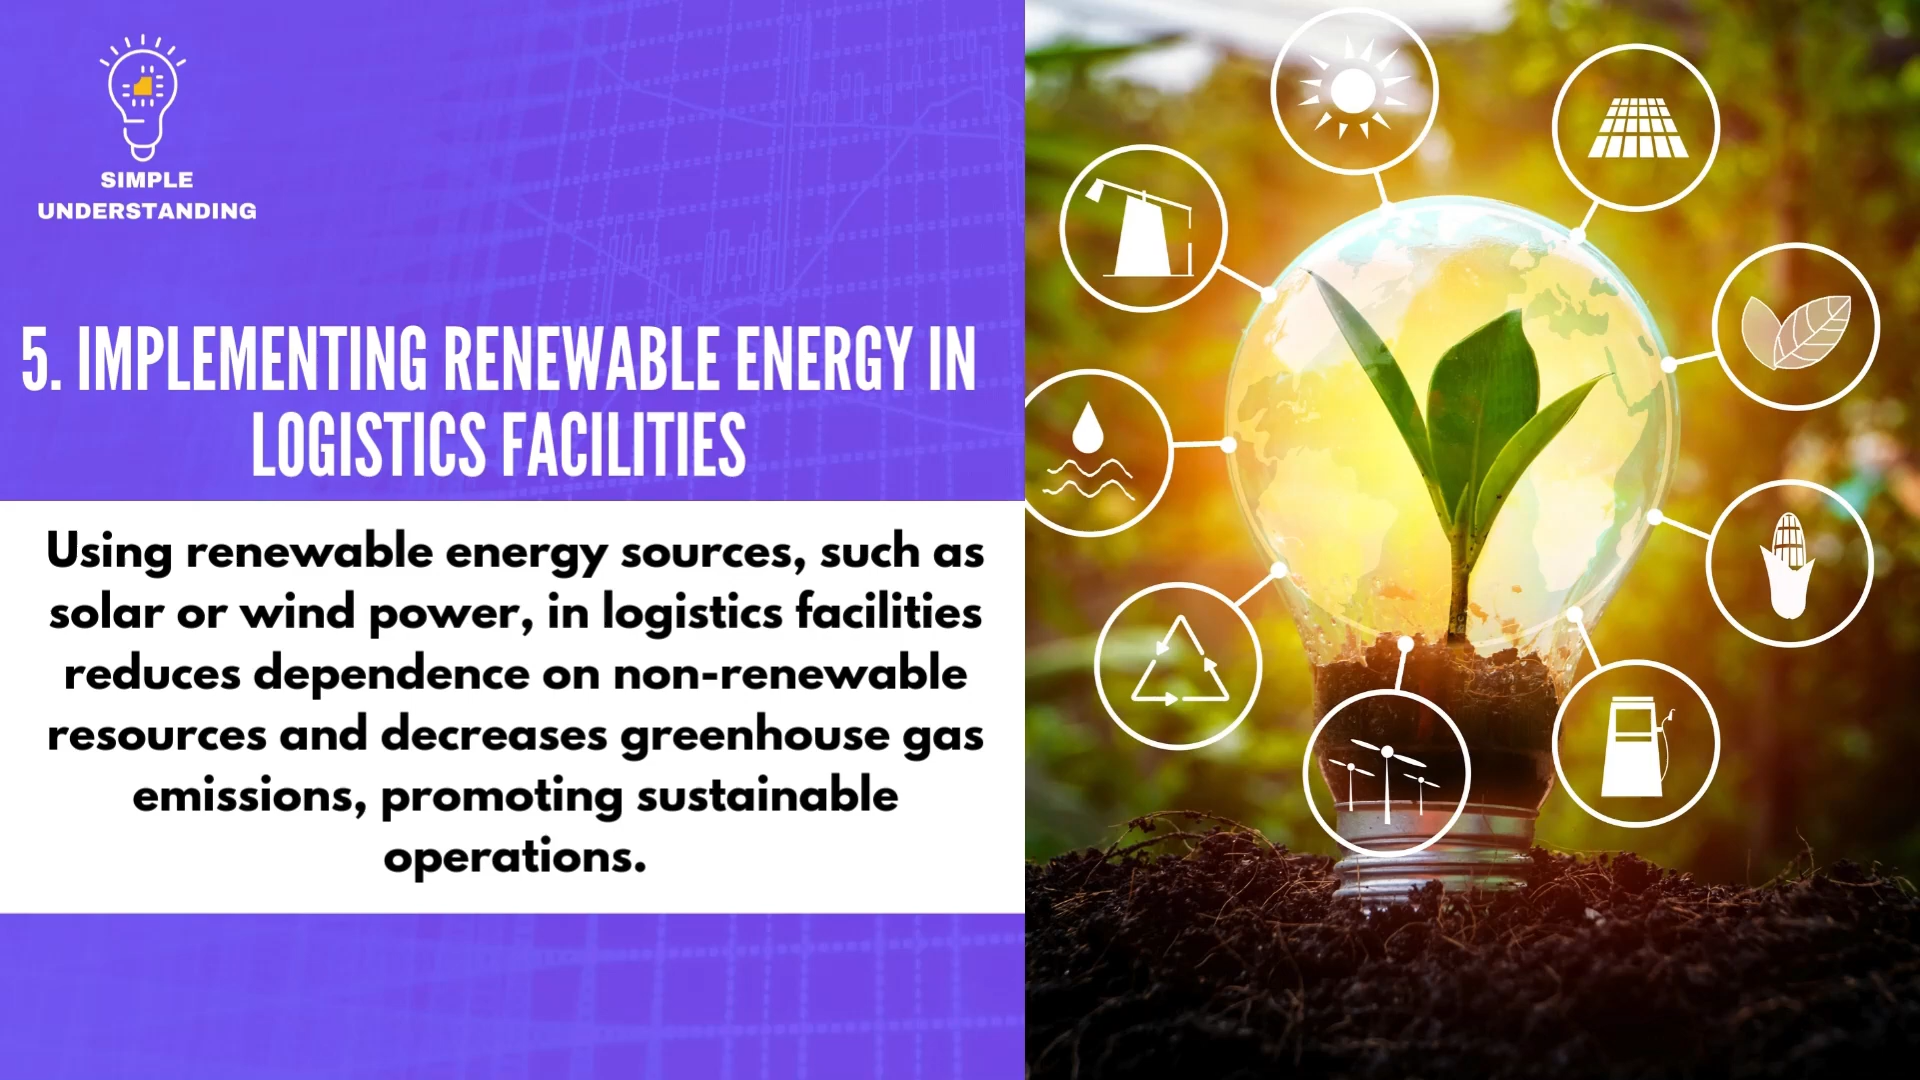 SIMPLE
UNDERSTANDING
5. IMPLEMENTING RENEWABLE ENERGY IN
LOGISTICS FACILITIES
Using renewable energy sources, such as
solar or wind power, in logistics facilities
reduces dependence on non-renewable
resources and decreases greenhouse gas
emissions, promoting sustainable
operations.